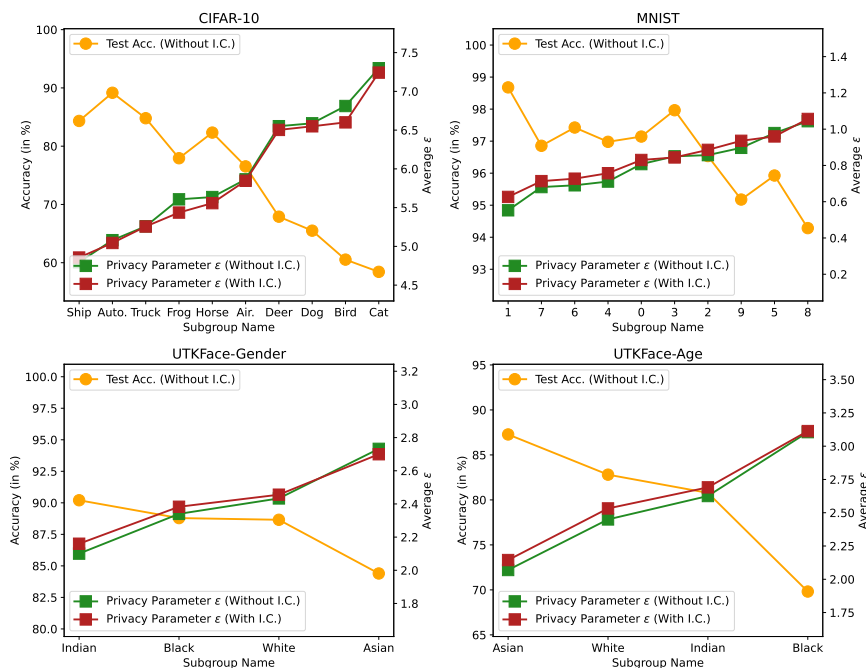 CIFAR-10
Test Acc. (Without I.C.)
Accuracy (in %)
100
90
80
70
60
7.5
7.0
6.5
6.0
5.5
5.0
4.5
Average ε
Privacy Parameter ε (Without I.C.)
Privacy Parameter ε (With I.C.)
Ship Auto. Truck Frog Horse Air. Deer Dog Bird Cat
Subgroup Name
MNIST
Test Acc. (Without I.C.)
Accuracy (in %)
100
99
98
97
96
95
94
93
1.4
1.2
1.0
0.8
0.6
0.4
0.2
Average ε
Privacy Parameter ε (Without I.C.)
Privacy Parameter ε (With I.C.)
1 7 6 4 0 3 2 9 5 8
Subgroup Name
UTKFace-Gender
Test Acc. (Without I.C.)
Accuracy (in %)
100.0
97.5
95.0
92.5
90.0
87.5
85.0
82.5
80.0
3.2
3.0
2.8
2.6
2.4
2.2
2.0
1.8
Average ε
Privacy Parameter ε (Without I.C.)
Privacy Parameter ε (With I.C.)
Indian Black White Asian
Subgroup Name
UTKFace-Age
Test Acc. (Without I.C.)
Accuracy (in %)
95
90
85
80
75
70
65
3.50
3.25
3.00
2.75
2.50
2.25
2.00
1.75
Average ε
Privacy Parameter ε (Without I.C.)
Privacy Parameter ε (With I.C.)
Asian White Indian Black
Subgroup Name